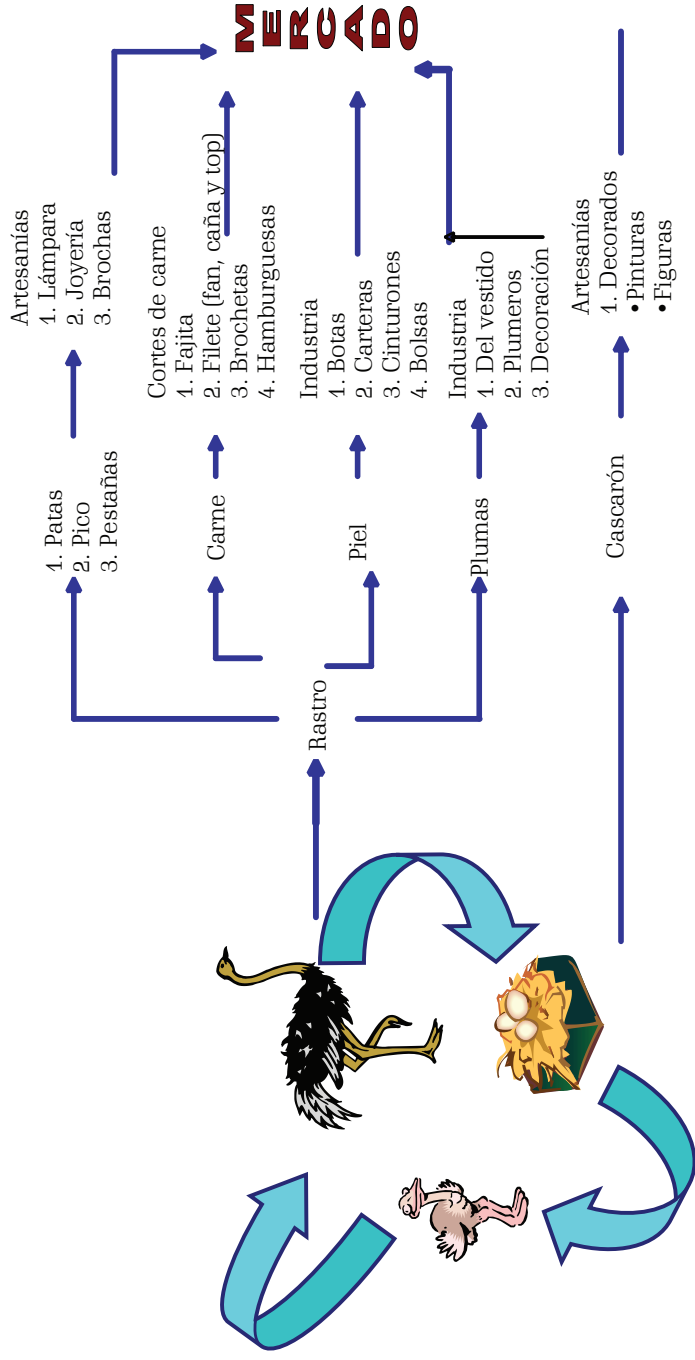 Rastro
1. Patas
2. Pico
3. Pestañas
Artesanías
1. Lámpara
2. Joyería
3. Brochas
Carne
Cortes de carne
1. Fajita
2. Filete (fan, caña y top)
3. Brochetas
4. Hamburguesas
Piel
Industria
1. Botas
2. Carteras
3. Cinturones
4. Bolsas
Plumas
Industria
1. Del vestido
2. Plumeros
3. Decoración
Cascarón
Artesanías
1. Decorados
•Pinturas
•Figuras
MERCADO